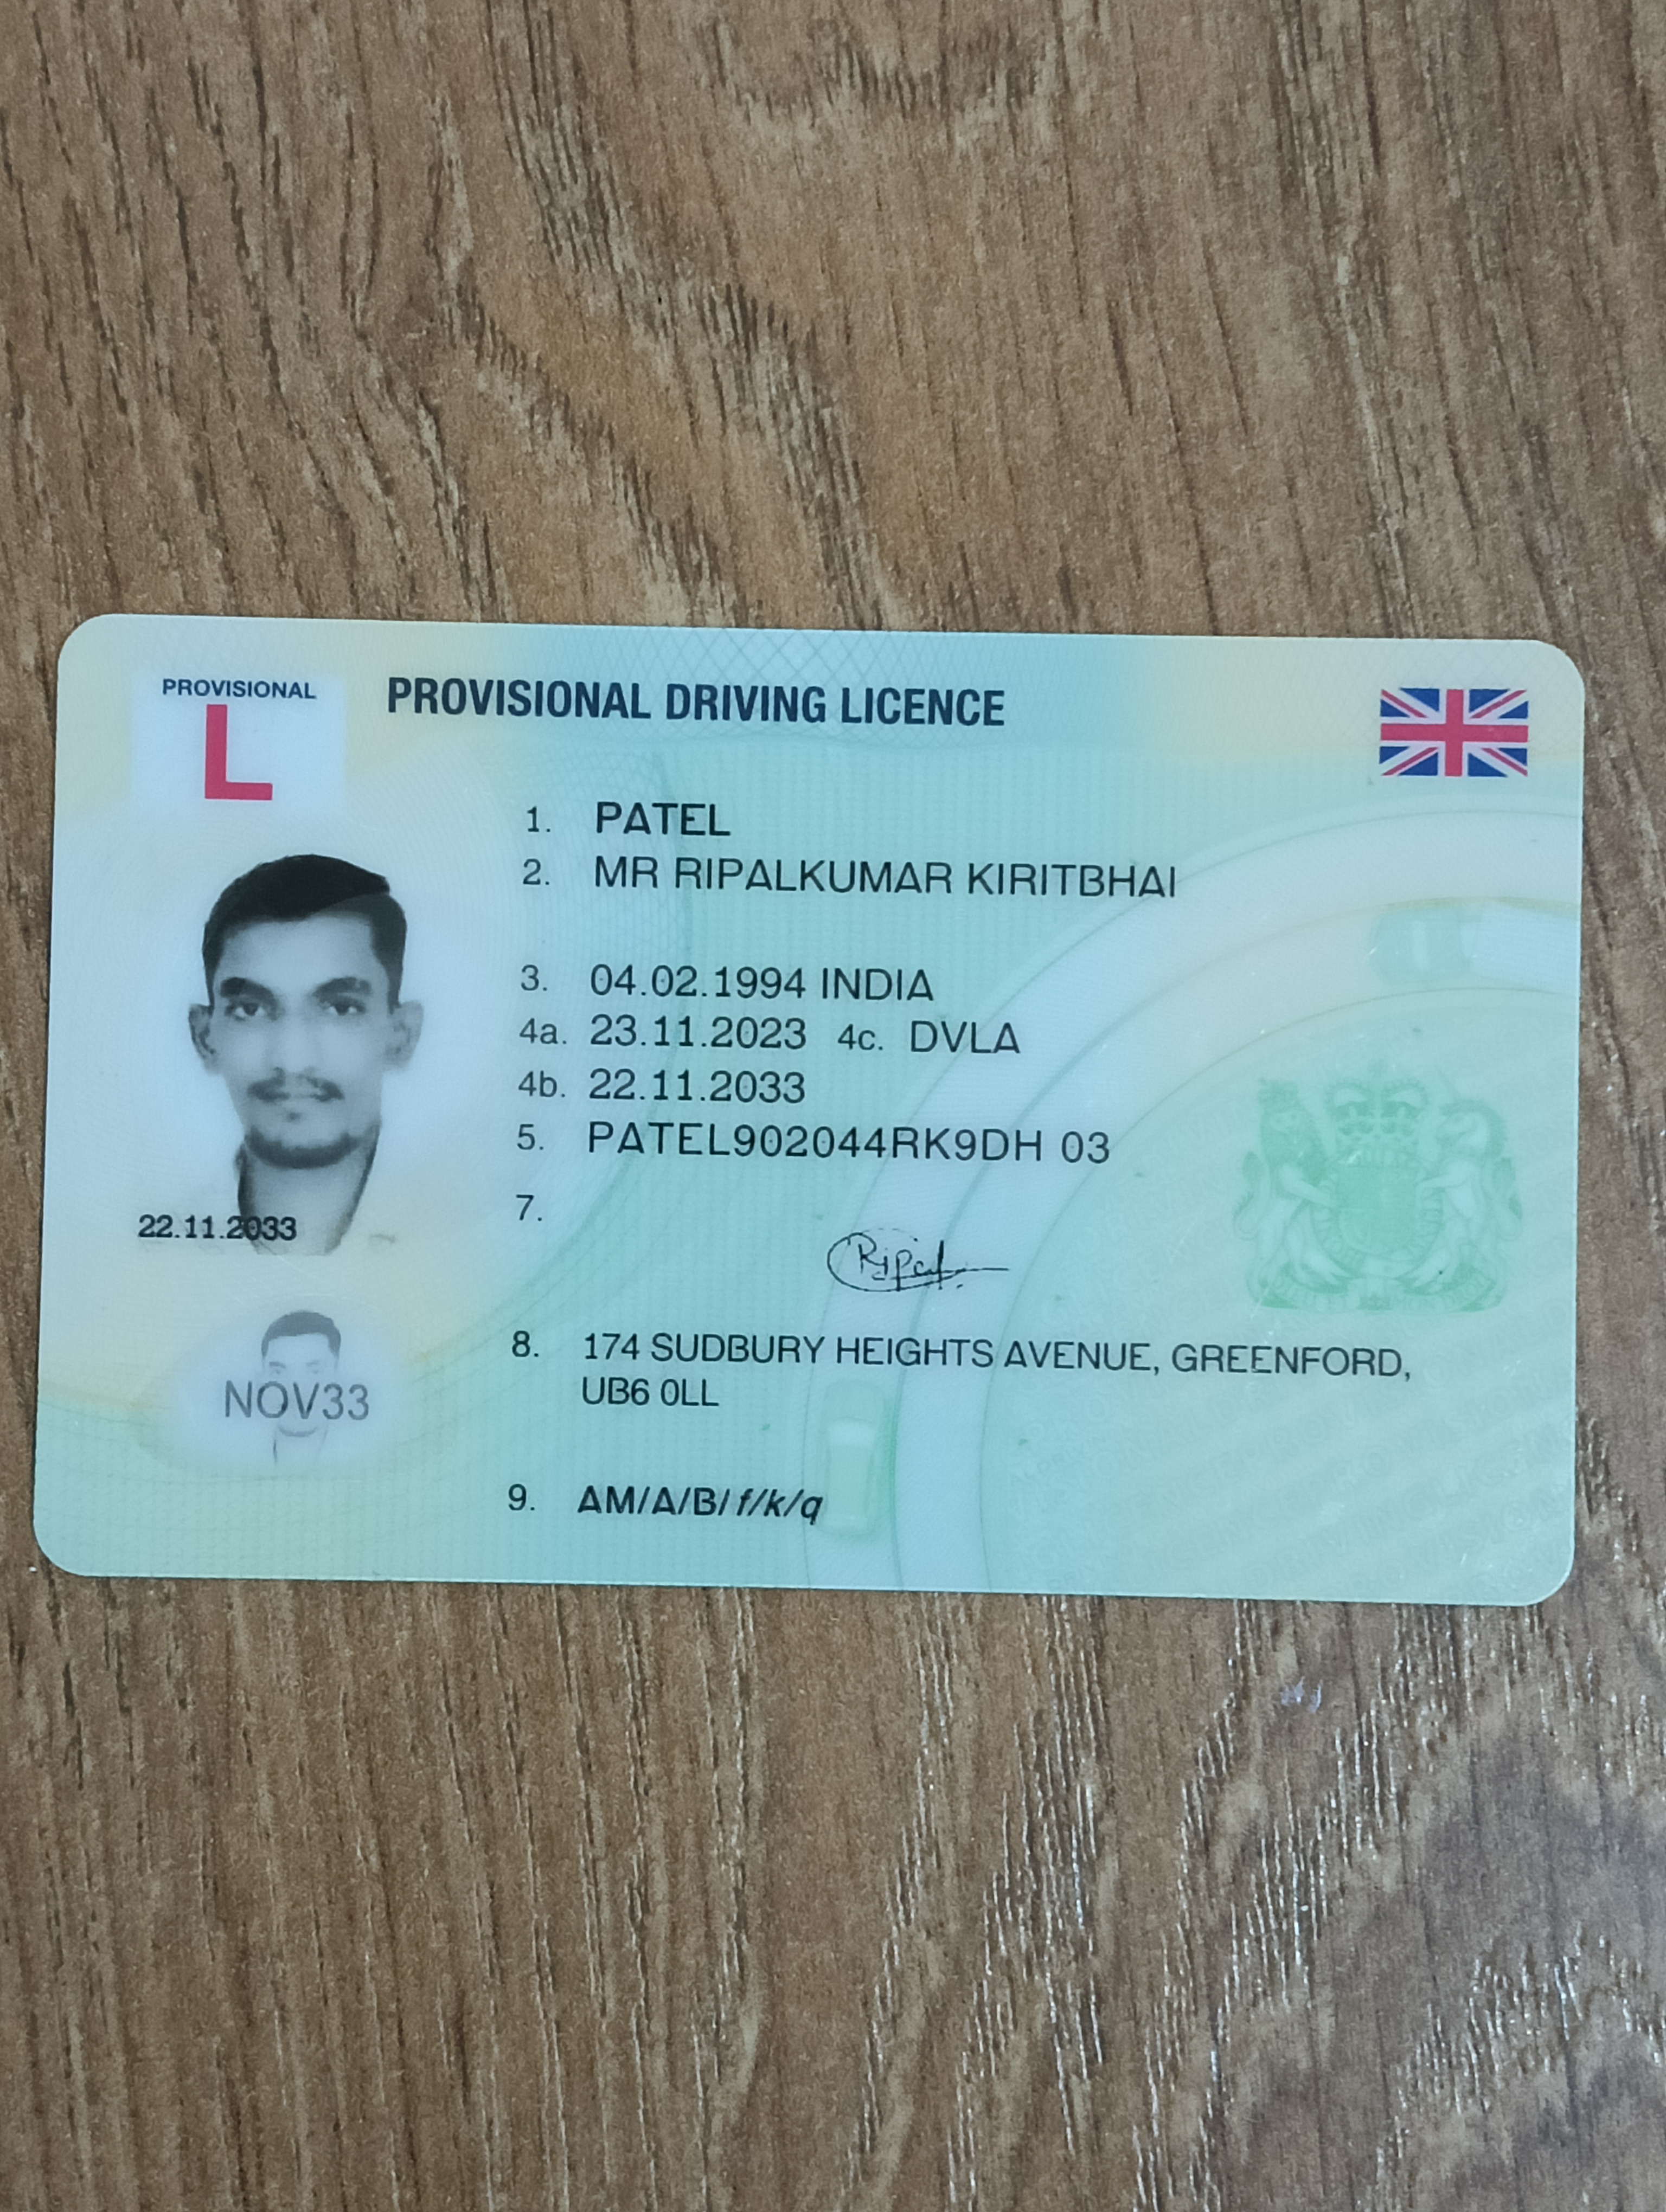 PROVISIONAL
L
PROVISIONAL DRIVING LICENCE
1. PATEL
2. MR RIPALKUMAR KIRITBHAI
3. 04.02.1994 INDIA
4a. 23.11.2023 4c. DVLA
4b. 22.11.2033
5. PATEL902044RK9DH 03
7.
Ripal
22.11.2033
8. 174 SUDBURY HEIGHTS AVENUE, GREENFORD,
UB6 0LL
NOV33
9. AM/A/B/f/k/q